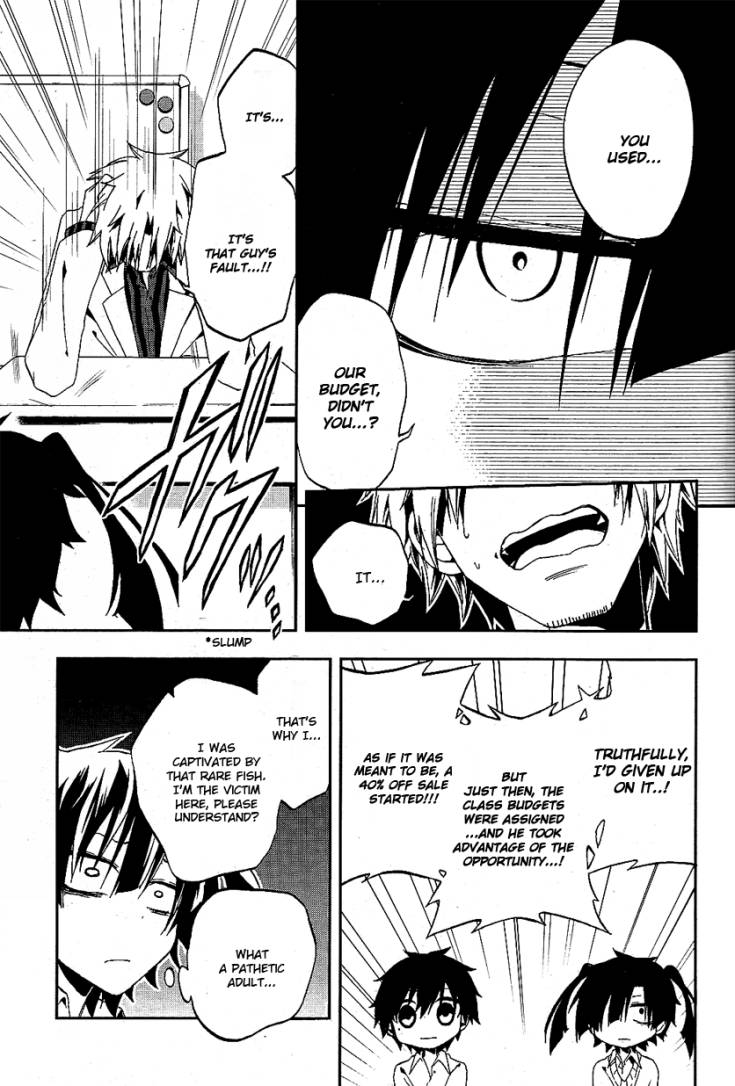 YOU
USED...
OUR
BUDGET,
DIDN'T
YOU...?
IT...
IT'S...
IT'S
THAT GUY'S
FAULT...!!
ガクッ
*SLUMP
TRUTHFULLY,
I'D GIVEN UP
ON IT..!
BUT
JUST THEN, THE
CLASS BUDGETS
WERE ASSIGNED
...AND HE TOOK
ADVANTAGE OF THE
OPPORTUNITY...!
AS IF IT WAS
MEANT TO BE, A
40% OFF SALE
STARTED!!!
THAT'S
WHY I...
I WAS
CAPTIVATED BY
THAT RARE FISH.
I'M THE VICTIM
HERE, PLEASE
UNDERSTAND?
WHAT
A PATHETIC
ADULT...